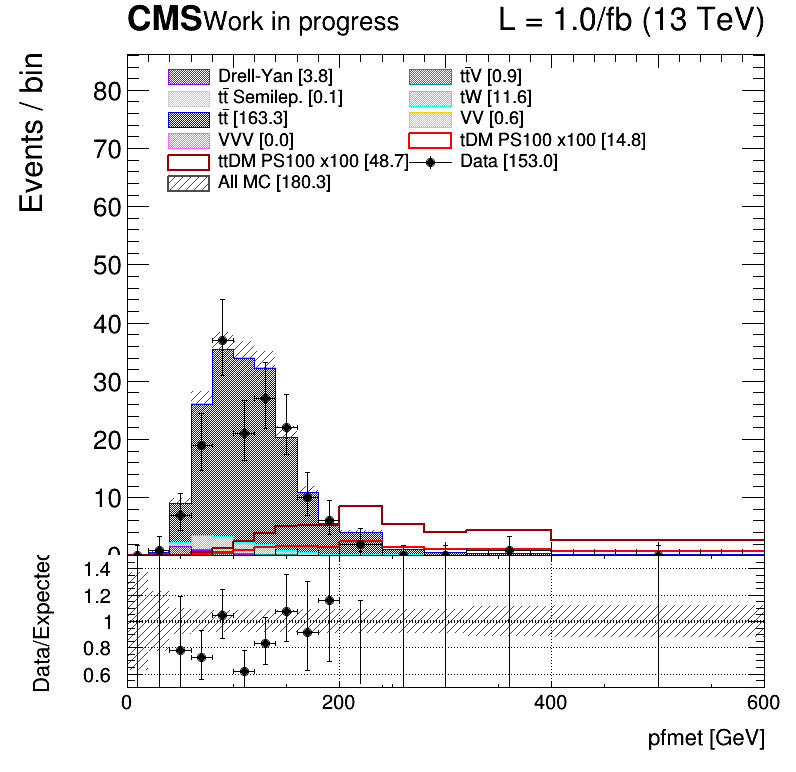 CMS Work in progress L = 1.0/fb (13 TeV)
Events / bin
80
70
60
50
40
30
20
10
0
Drell-Yan [3.8]
tt̄V [0.9]
tt̄ Semilep. [0.1]
tW [11.6]
tt̄ [163.3]
VV [0.6]
VVV [0.0]
tDM PS100 x100 [14.8]
ttDM PS100 x100 [48.7]
Data [153.0]
All MC [180.3]
Data/Expected
1.4
1.2
1
0.8
0.6
0 200 400 600
pfmet [GeV]